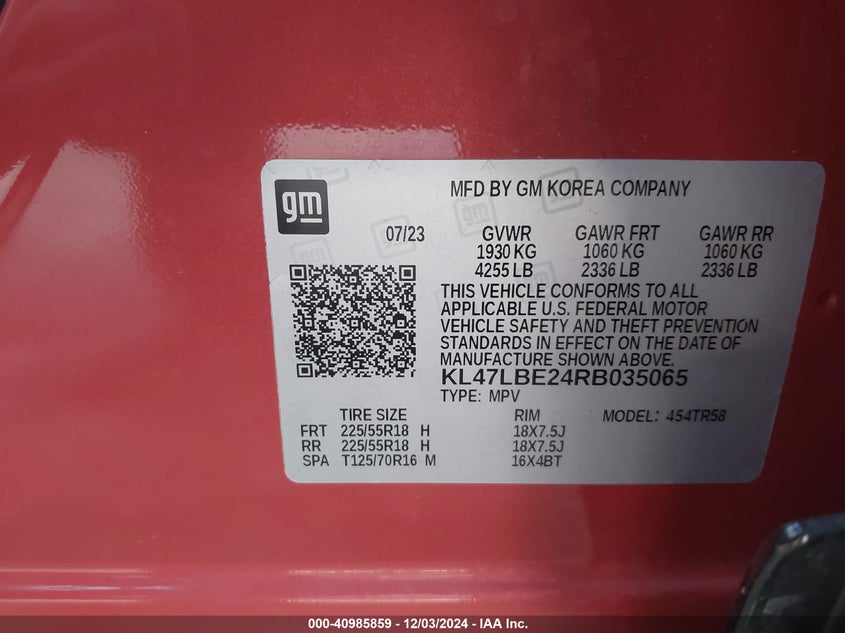 gm
MFD BY GM KOREA COMPANY
07/23
GVWR GAWR FRT GAWR RR
1930 KG 1060 KG 1060 KG
4255 LB 2336 LB 2336 LB
THIS VEHICLE CONFORMS TO ALL
APPLICABLE U.S. FEDERAL MOTOR
VEHICLE SAFETY AND THEFT PREVENTION
STANDARDS IN EFFECT ON THE DATE OF
MANUFACTURE SHOWN ABOVE.
KL47LBE24RB035065
TYPE: MPV
TIRE SIZE RIM MODEL: 454TR58
FRT 225/55R18 H 18X7.5J
RR 225/55R18 H 18X7.5J
SPA T125/70R16 M 16X4BT
000-40985859 - 12/03/2024 - IAA Inc.